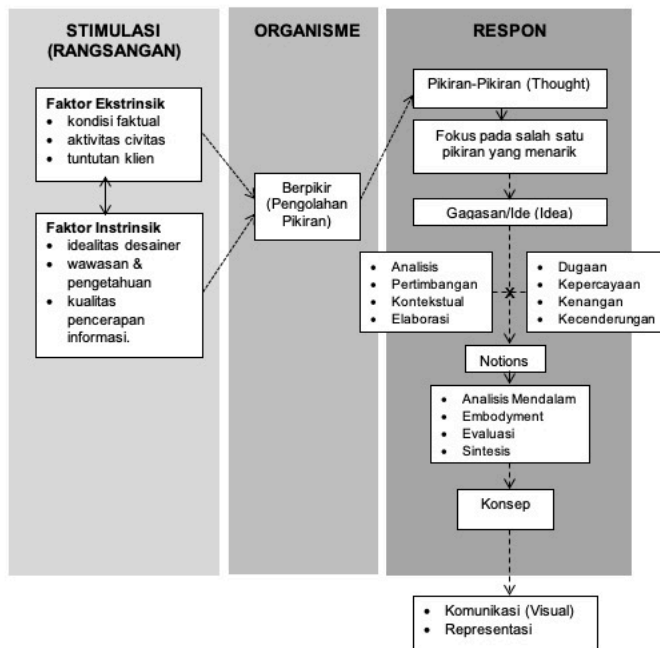 STIMULASI
(RANGSANGAN)
Faktor Ekstrinsik
• kondisi faktual
• aktivitas civitas
• tuntutan klien
Faktor Instrinsik
• idealitas desainer
• wawasan &
pengetahuan
• kualitas
pencerapan
informasi.
ORGANISME
Berpikir
(Pengolahan
Pikiran)
RESPON
Pikiran-Pikiran (Thought)
Fokus pada salah satu
pikiran yang menarik
Gagasan/Ide (Idea)
• Analisis
• Pertimbangan
• Kontekstual
• Elaborasi
• Dugaan
• Kepercayaan
• Kenangan
• Kecenderungan
Notions
• Analisis Mendalam
• Embodyment
• Evaluasi
• Sintesis
Konsep
• Komunikasi (Visual)
• Representasi